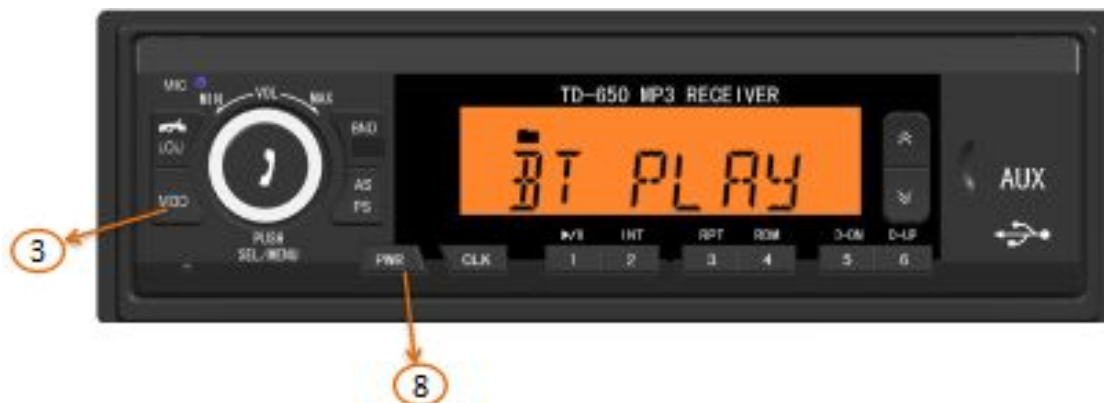 MIC
MIN VOL MAX
TD-650 MP3 RECEIVER
LOU
BND
BT PLAY
AUX
MOD
AS
PS
3
PUSH
SEL/MENU
PWR
CLK
▶/II INT RPT RDM D-DN D-UP
1 2 3 4 5 6
8